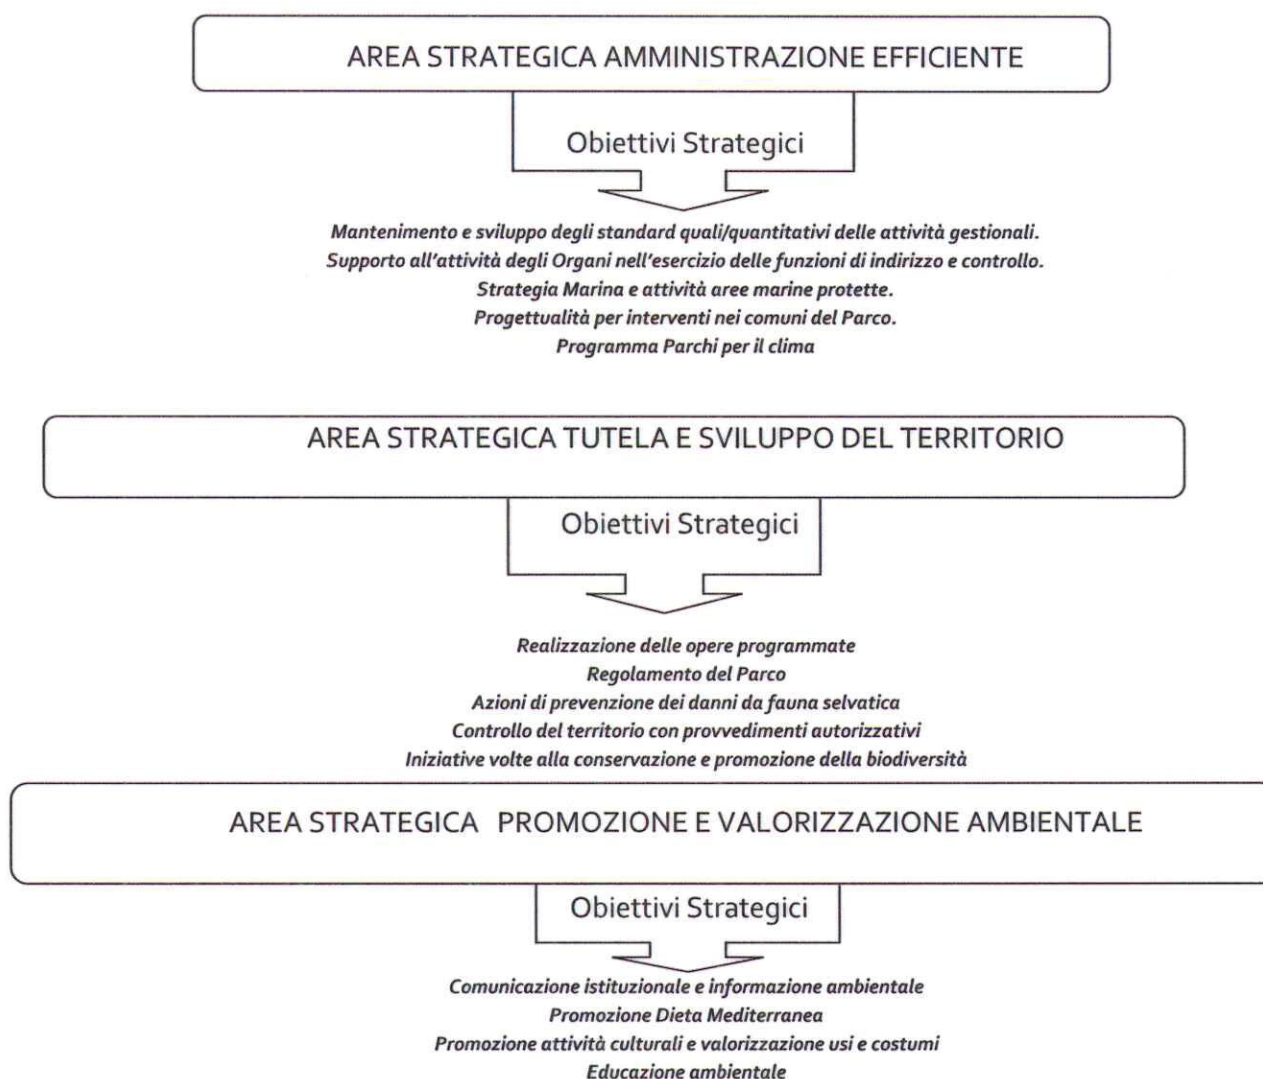 AREA STRATEGICA AMMINISTRAZIONE EFFICIENTE
Obiettivi Strategici
Mantenimento e sviluppo degli standard quali/quantitativi delle attività gestionali.
Supporto all'attività degli Organi nell'esercizio delle funzioni di indirizzo e controllo.
Strategia Marina e attività aree marine protette.
Progettualità per interventi nei comuni del Parco.
Programma Parchi per il clima
AREA STRATEGICA TUTELA E SVILUPPO DEL TERRITORIO
Obiettivi Strategici
Realizzazione delle opere programmate
Regolamento del Parco
Azioni di prevenzione dei danni da fauna selvatica
Controllo del territorio con provvedimenti autorizzativi
Iniziative volte alla conservazione e promozione della biodiversità
AREA STRATEGICA PROMOZIONE E VALORIZZAZIONE AMBIENTALE
Obiettivi Strategici
Comunicazione istituzionale e informazione ambientale
Promozione Dieta Mediterranea
Promozione attività culturali e valorizzazione usi e costumi
Educazione ambientale